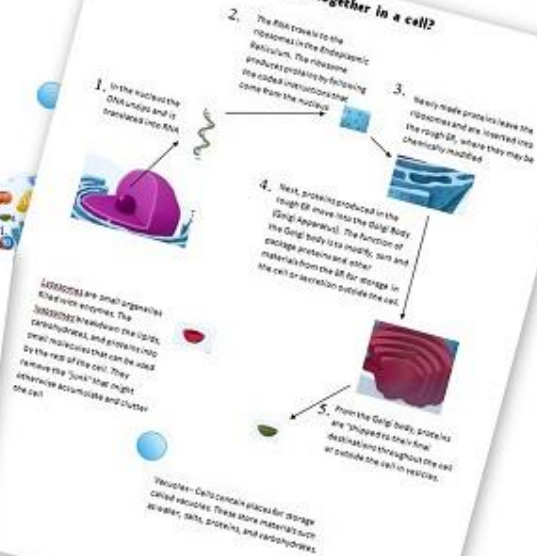 together in a cell?
1. In the nucleus the
DNA unzips and is
translated into RNA
2. The RNA travels to the
ribosomes in the Endoplasmic
Reticulum. The ribosome
produces proteins by following
the coded instructions that
come from the nucleus
3. Newly made proteins leave the
ribosomes and are inserted into
the rough ER, where they may be
chemically modified
4. Next, proteins produced in the
rough ER move into the Golgi Body
(Golgi Apparatus). The function of
the Golgi body is to modify, sort and
package proteins and other
materials from the ER for storage in
the cell or secretion outside the cell.
5. From the Golgi body, proteins
are "shipped to their final
destinations throughout the cell
or outside the cell in vesicles.
Lysosomes are small organelles
filled with enzymes. The
lysosomes breakdown the lipids,
carbohydrates, and proteins into
small molecules that can be used
by the rest of the cell. They
remove the "junk" that might
otherwise accumulate and clutter
the cell
Vacuoles– Cells contain places for storage
called vacuoles. These store materials such
as water, salts, proteins, and carbohydrates.